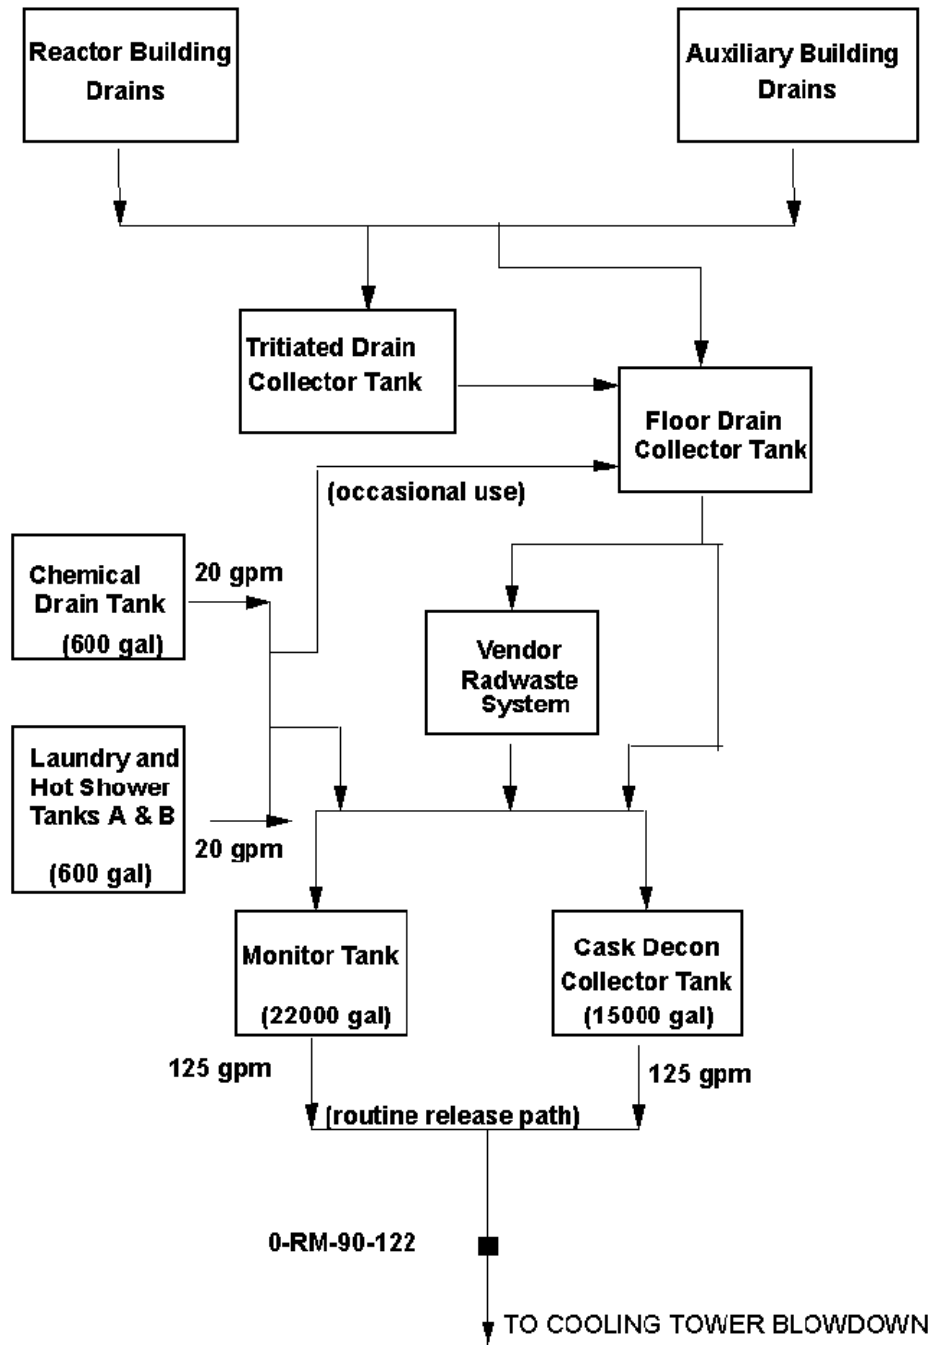 Reactor Building
Drains
Auxiliary Building
Drains
Tritiated Drain
Collector Tank
Floor Drain
Collector Tank
(occasional use)
Chemical
Drain Tank
(600 gal)
20 gpm
Vendor
Radwaste
System
Laundry and
Hot Shower
Tanks A & B
(600 gal)
20 gpm
Monitor Tank
(22000 gal)
Cask Decon
Collector Tank
(15000 gal)
125 gpm
125 gpm
(routine release path)
0-RM-90-122
TO COOLING TOWER BLOWDOWN